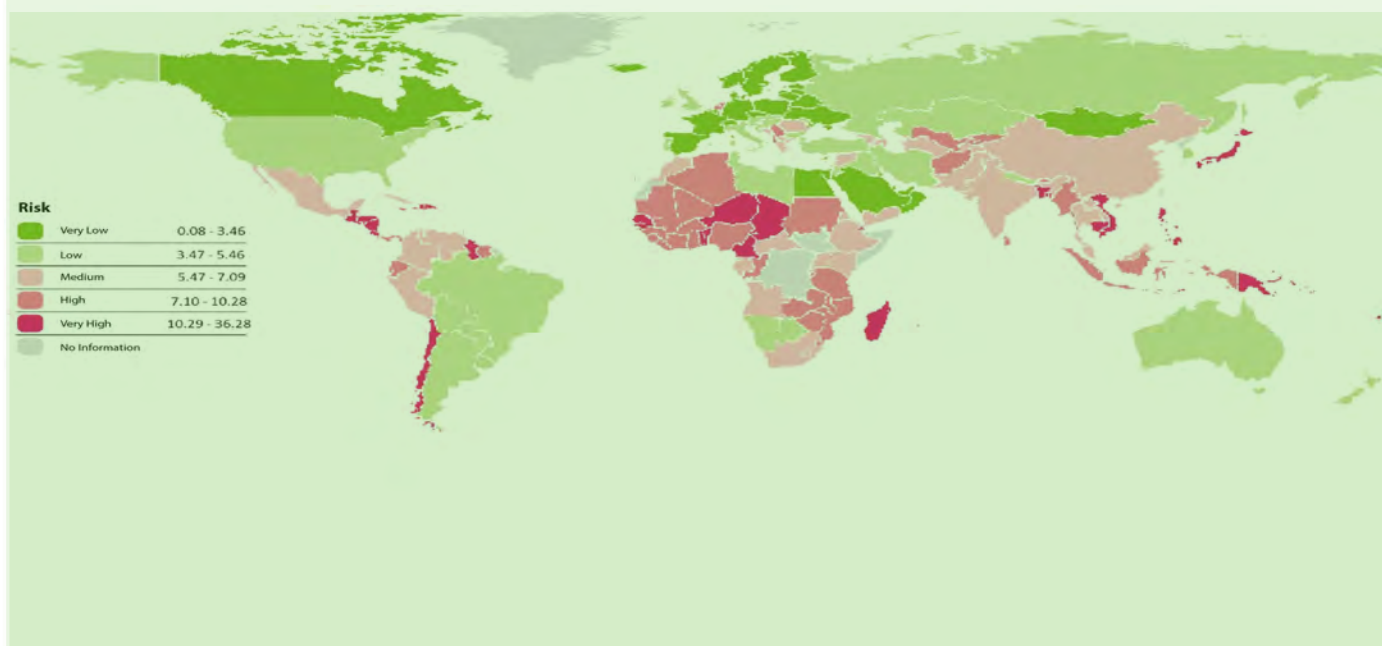 Risk
Very Low 0.08 - 3.46
Low 3.47 - 5.46
Medium 5.47 - 7.09
High 7.10 - 10.28
Very High 10.29 - 36.28
No Information